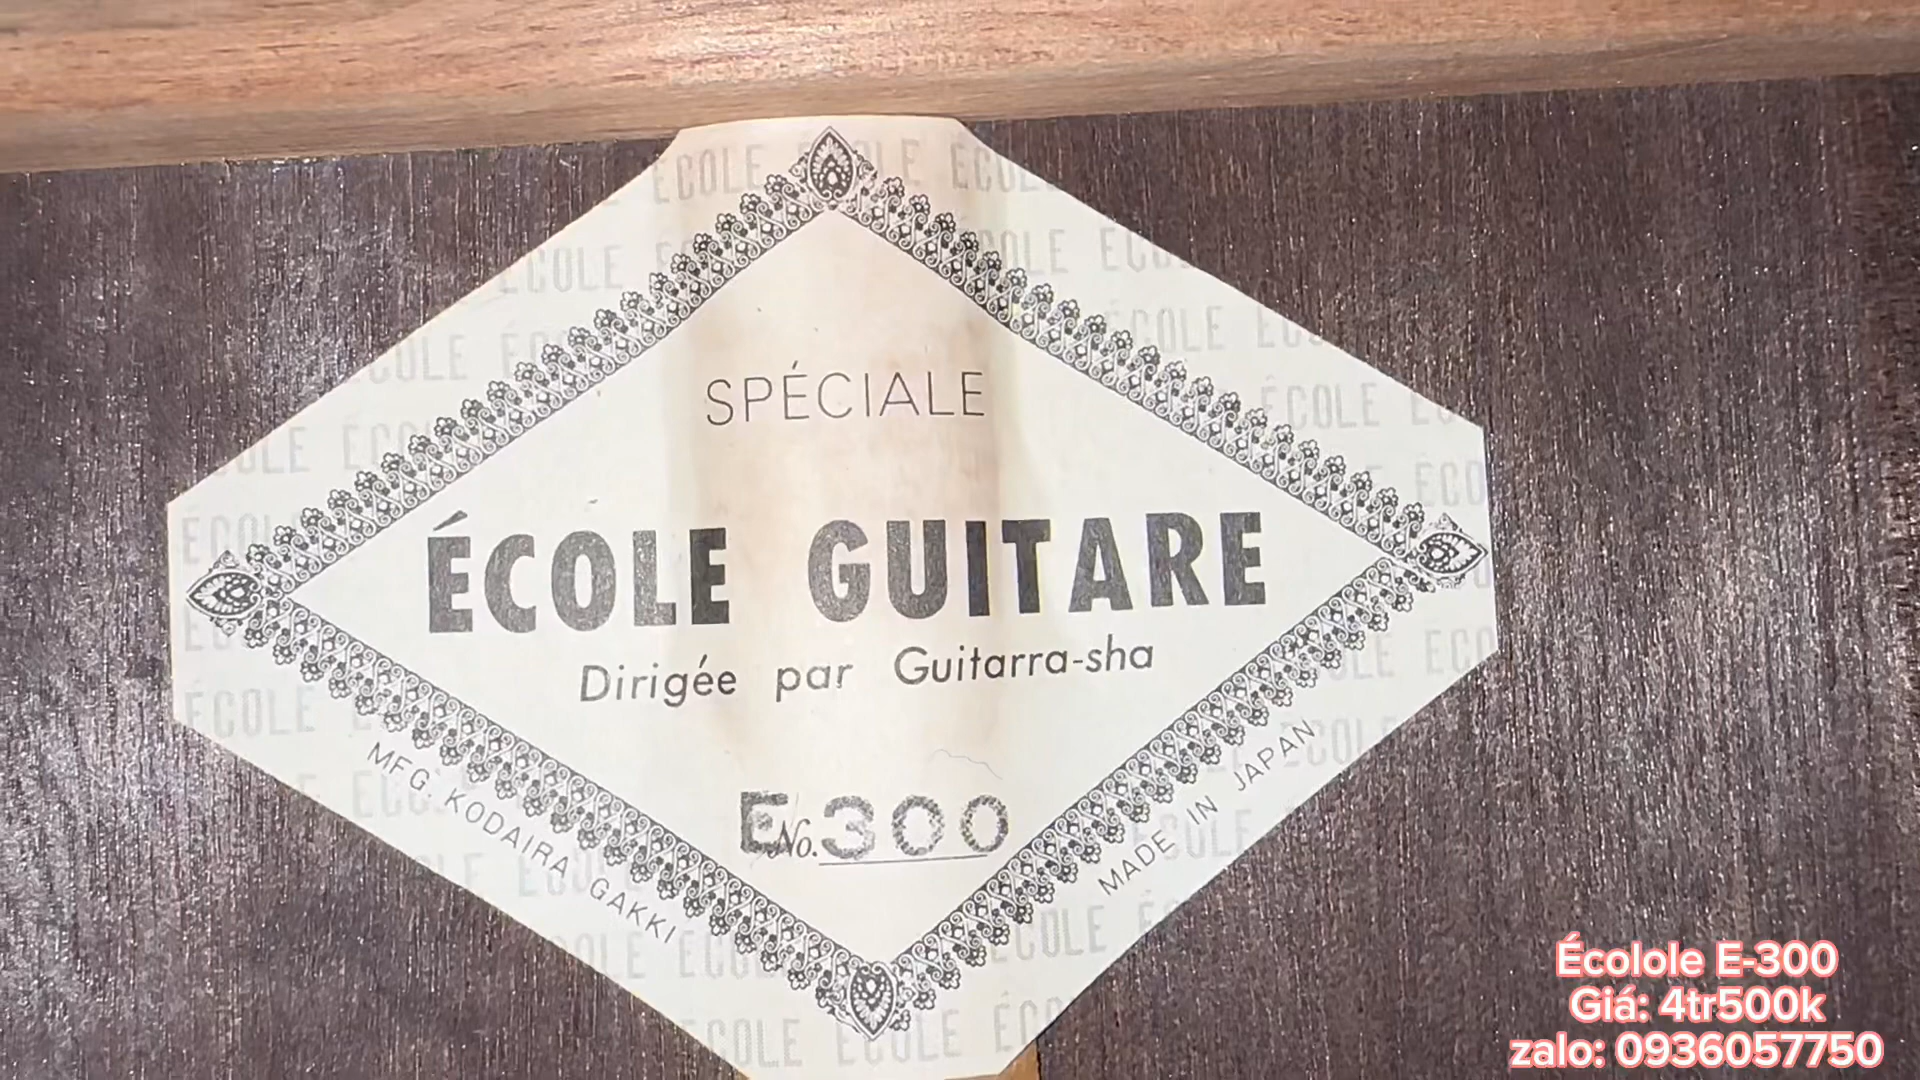 SPÉCIALE
ÉCOLE GUITARE
Dirigée par Guitarra-sha
E No. 300
MFG. KODAIRA GAKKI
MADE IN JAPAN
Écolole E-300
Giá: 4tr500k
zalo: 0936057750